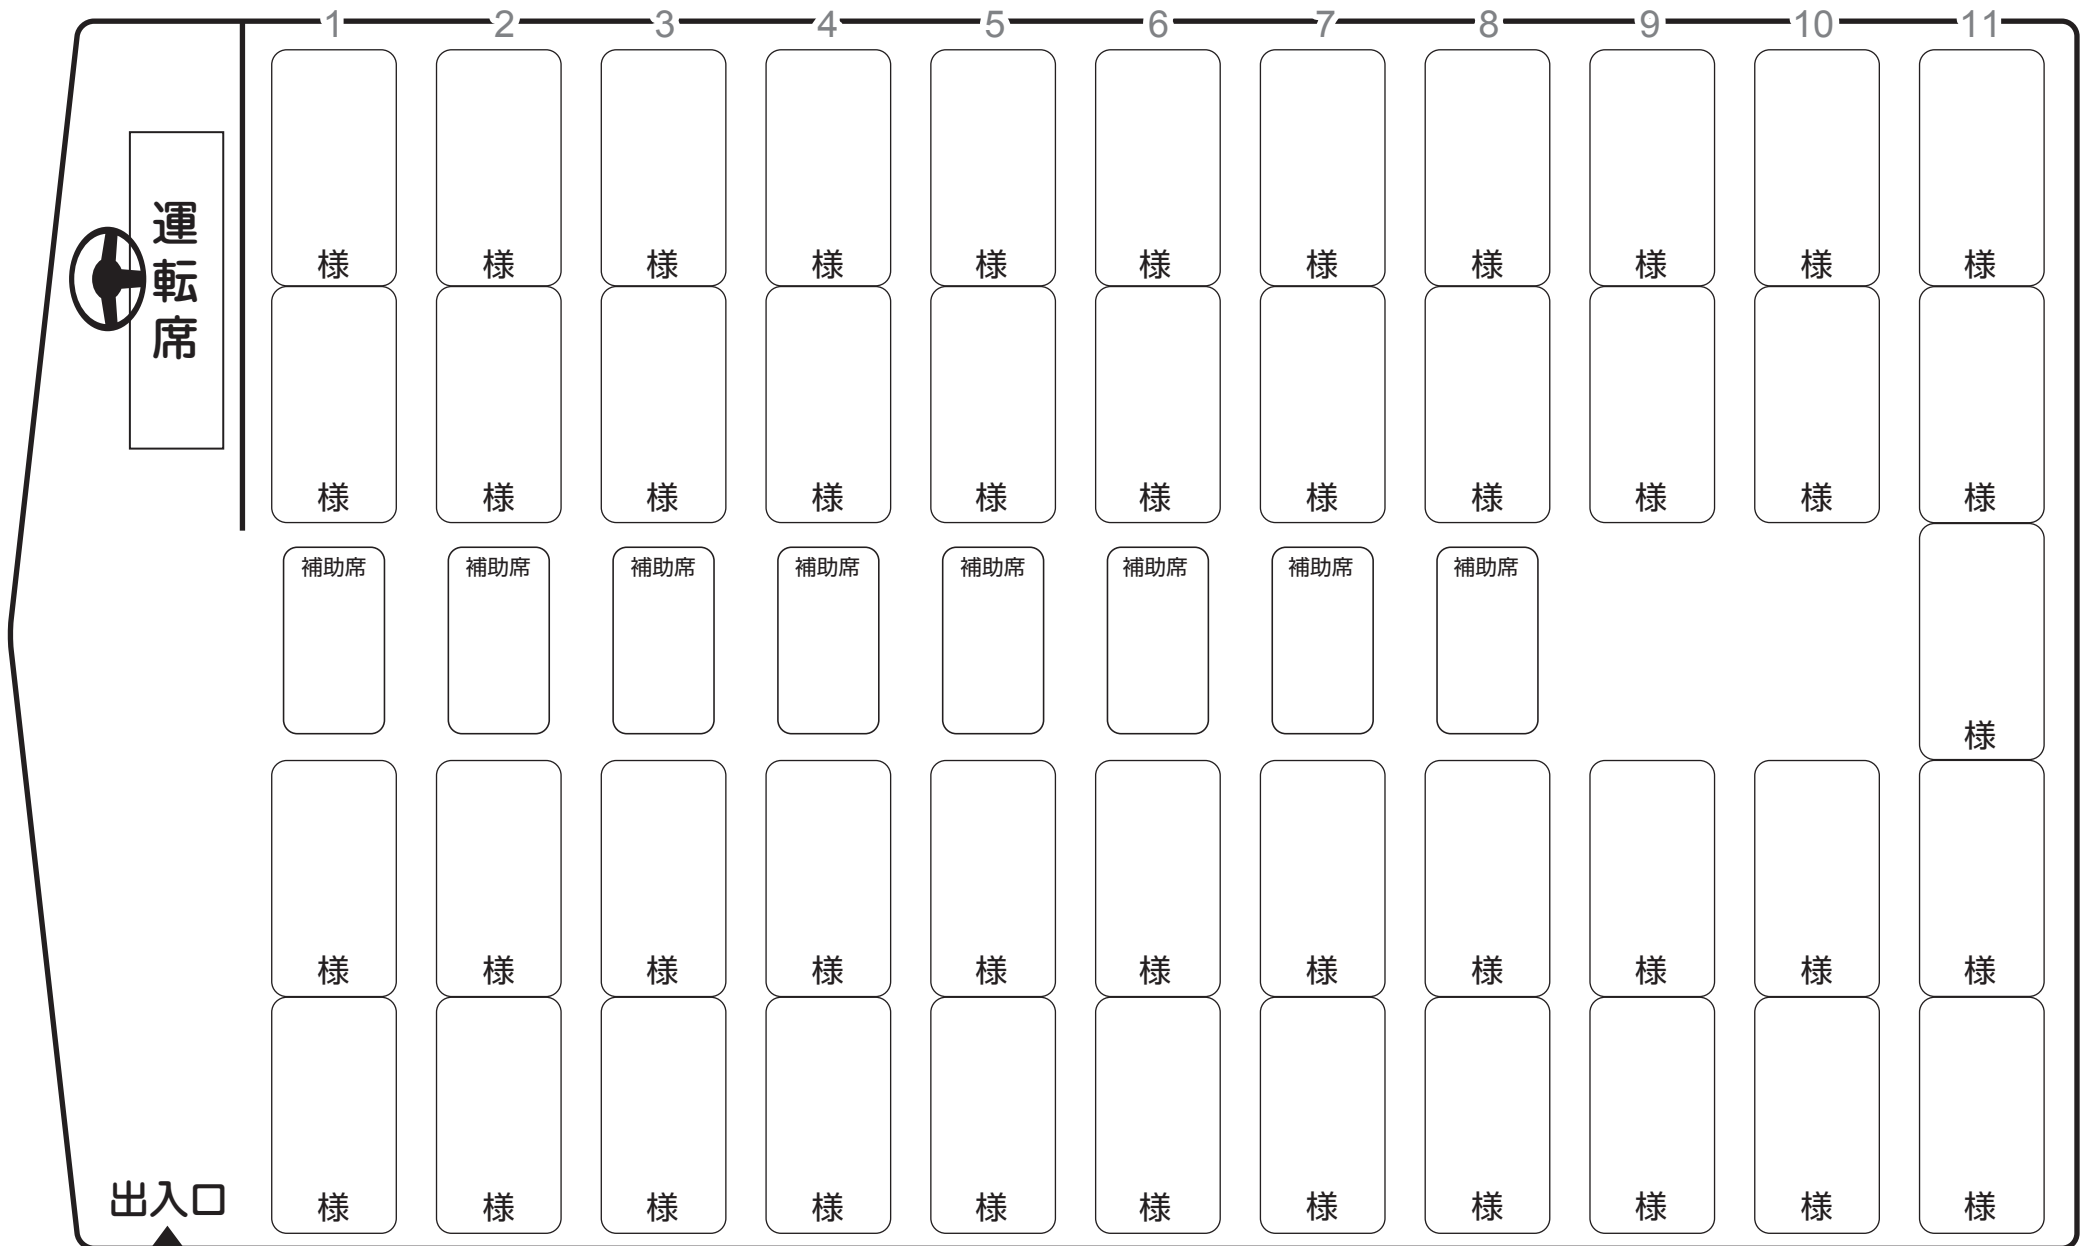 1 2 3 4 5 6 7 8 9 10 11
運転席
様 様 様 様 様 様 様 様 様 様 様
様 様 様 様 様 様 様 様 様 様 様
補助席 補助席 補助席 補助席 補助席 補助席 補助席 補助席
様
様 様 様 様 様 様 様 様 様 様 様
出入口
様 様 様 様 様 様 様 様 様 様 様